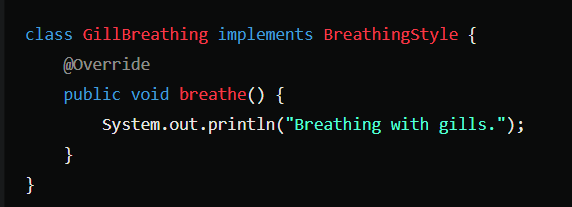 class GillBreathing implements BreathingStyle {
    @Override
    public void breathe() {
        System.out.println("Breathing with gills.");
    }
}